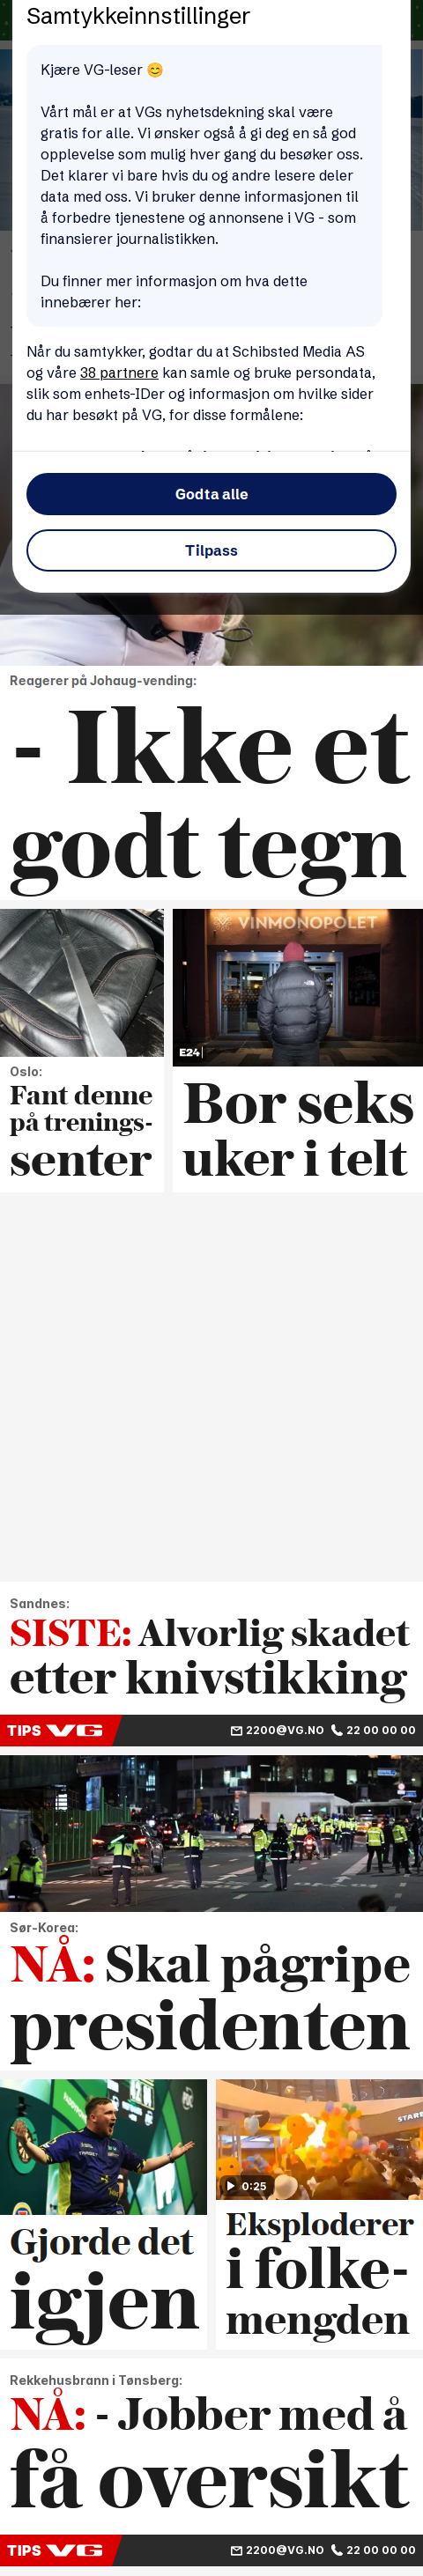 Samtykkeinnstillinger
Kjære VG-leser 😊
Vårt mål er at VGs nyhetsdekning skal være
gratis for alle. Vi ønsker også å gi deg en så god
opplevelse som mulig hver gang du besøker oss.
Det klarer vi bare hvis du og andre lesere deler
data med oss. Vi bruker denne informasjonen til
å forbedre tjenestene og annonsene i VG - som
finansierer journalistikken.
Du finner mer informasjon om hva dette
innebærer her:
Når du samtykker, godtar du at Schibsted Media AS
og våre 38 partnere kan samle og bruke persondata,
slik som enhets-IDer og informasjon om hvilke sider
du har besøkt på VG, for disse formålene:
Godta alle
Tilpass
Reagerer på Johaug-vending:
- Ikke et
godt tegn
VINMONOPOLET
E24
Oslo:
Fant denne
på trenings-
senter
Bor seks
uker i telt
Sandnes:
SISTE: Alvorlig skadet
etter knivstikking
TIPS VG 2200@VG.NO 22 00 00 00
Sør-Korea:
NÅ: Skal pågripe
presidenten
0:25
Gjorde det
igjen
Eksploderer
i folke-
mengden
Rekkehusbrann i Tønsberg:
NÅ: - Jobber med å
få oversikt
TIPS VG 2200@VG.NO 22 00 00 00